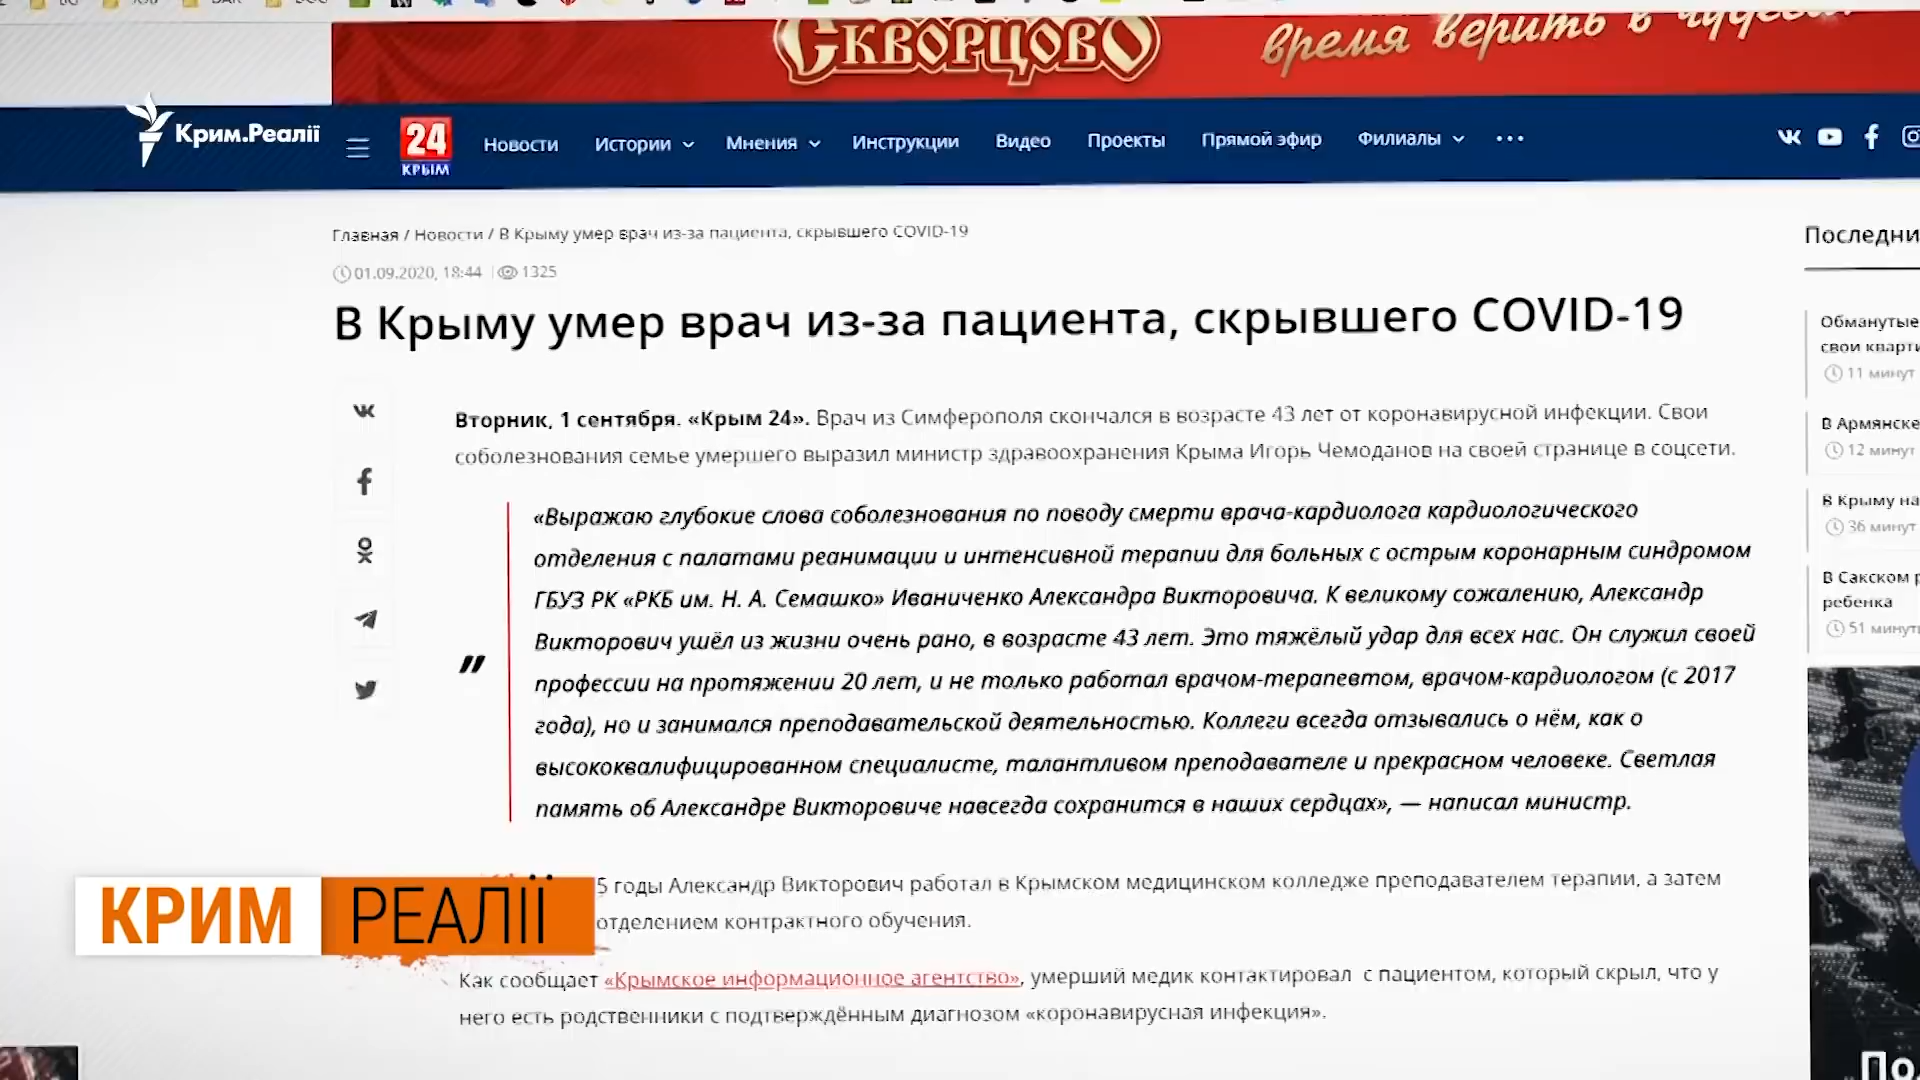 Скворцово
время верить в чудеса
Крим.Реалії
24
КРЫМ
Новости
Истории
Мнения
Инструкции
Видео
Проекты
Прямой эфир
Филиалы
Главная / Новости / В Крыму умер врач из-за пациента, скрывшего COVID-19
01.09.2020, 18:44
1325
В Крыму умер врач из-за пациента, скрывшего COVID-19
Вторник, 1 сентября. «Крым 24». Врач из Симферополя скончался в возрасте 43 лет от коронавирусной инфекции. Свои
соболезнования семье умершего выразил министр здравоохранения Крыма Игорь Чемоданов на своей странице в соцсети.
«Выражаю глубокие слова соболезнования по поводу смерти врача-кардиолога кардиологического
отделения с палатами реанимации и интенсивной терапии для больных с острым коронарным синдромом
ГБУЗ РК «РКБ им. Н. А. Семашко» Иваниченко Александра Викторовича. К великому сожалению, Александр
Викторович ушёл из жизни очень рано, в возрасте 43 лет. Это тяжёлый удар для всех нас. Он служил своей
профессии на протяжении 20 лет, и не только работал врачом-терапевтом, врачом-кардиологом (с 2017
года), но и занимался преподавательской деятельностью. Коллеги всегда отзывались о нём, как о
высококвалифицированном специалисте, талантливом преподавателе и прекрасном человеке. Светлая
память об Александре Викторовиче навсегда сохранится в наших сердцах», — написал министр.
5 годы Александр Викторович работал в Крымском медицинском колледже преподавателем терапии, а затем
отделением контрактного обучения.
Как сообщает «Крымское информационное агентство», умерший медик контактировал с пациентом, который скрыл, что у
него есть родственники с подтверждённым диагнозом «коронавирусная инфекция».
КРИМ РЕАЛІЇ
Последни
Обманутые
свои кварти
11 минут
В Армянске
12 минут
В Крыму на
36 минут
В Сакском р
ребенка
51 минуты
По